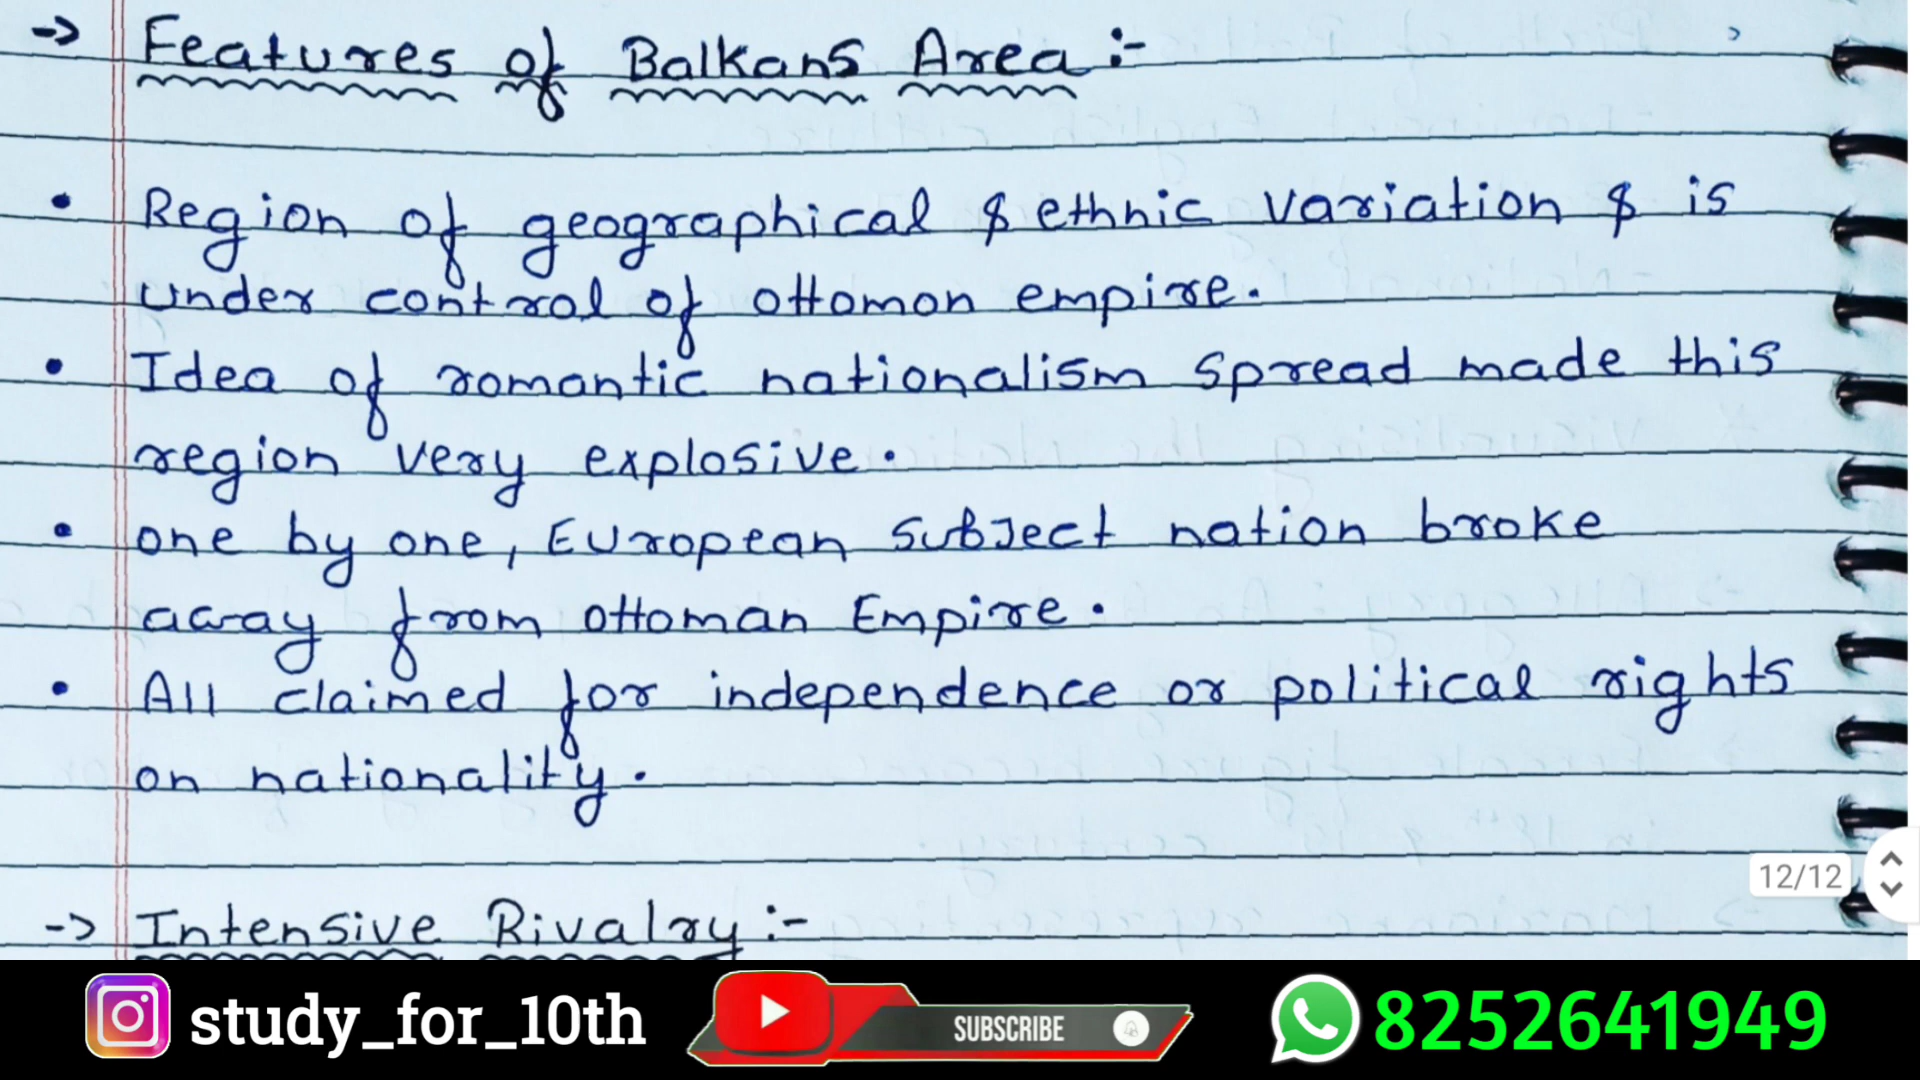 -> Features of Balkans Area :-
• Region of geographical & ethnic variation & is
under control of ottomon empire.
• Idea of romantic nationalism spread made this
region very explosive.
• one by one, European subject nation broke
away from ottoman Empire.
• All claimed for independence or political rights
on nationality.
12/12
-> Intensive Rivalry :-
study_for_10th SUBSCRIBE 8252641949